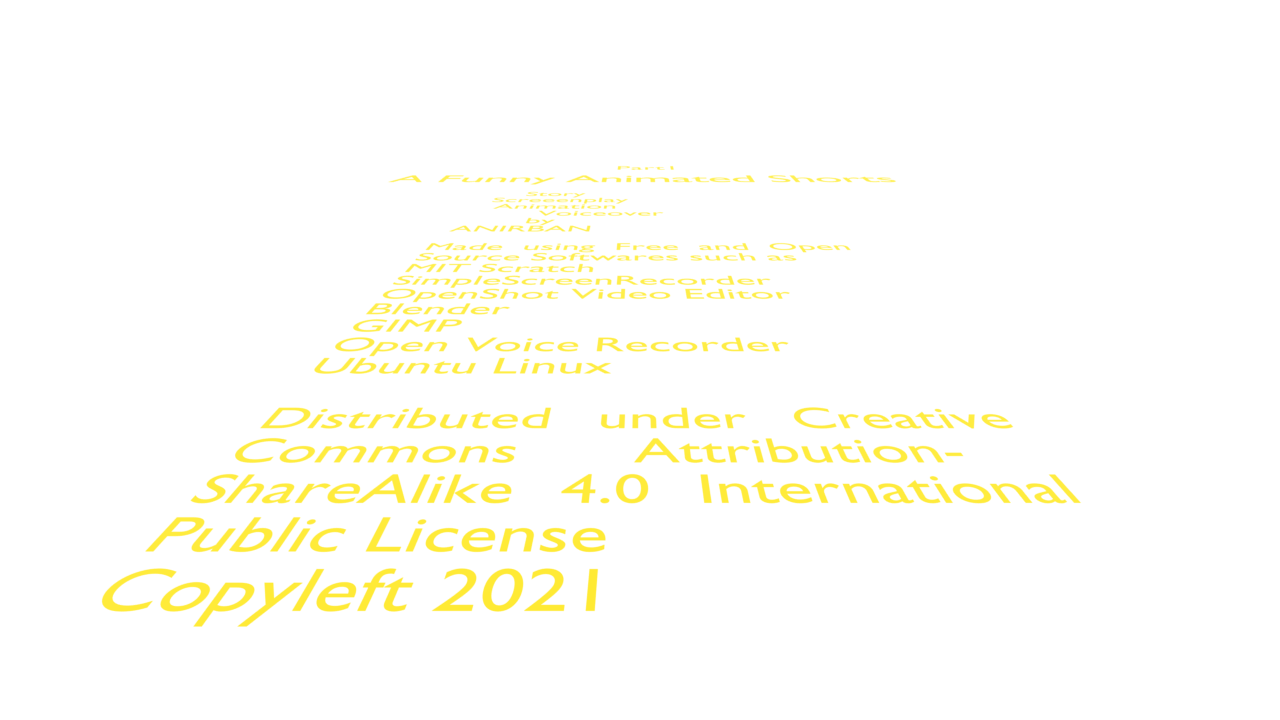 Part I
A Funny Animated Shorts
Story
Screeenplay
Animation
Voiceover
by
ANIRBAN
Made using Free and Open
Source Softwares such as
MIT Scratch
SimpleScreenRecorder
OpenShot Video Editor
Blender
GIMP
Open Voice Recorder
Ubuntu Linux
Distributed under Creative
Commons Attribution-
ShareAlike 4.0 International
Public License
Copyleft 2021